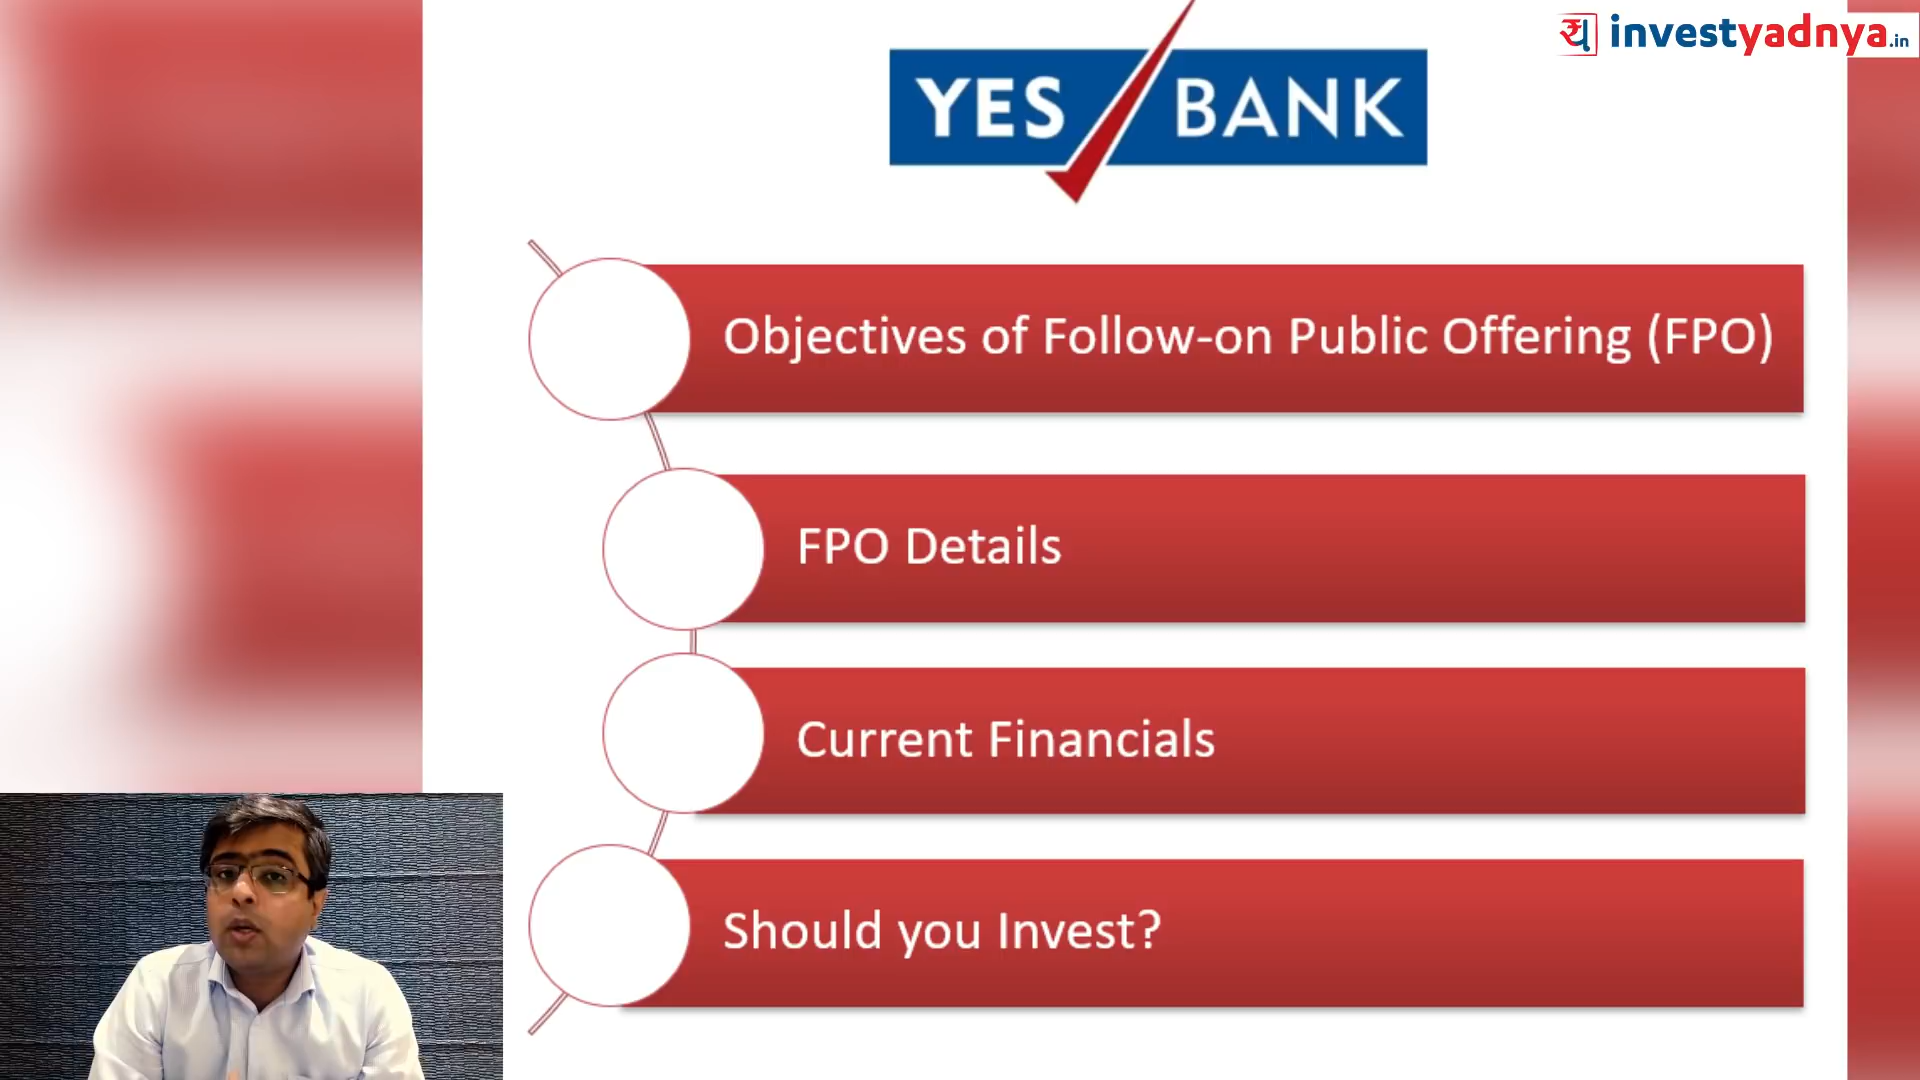 investyadnya.in
YES BANK
Objectives of Follow-on Public Offering (FPO)
FPO Details
Current Financials
Should you Invest?